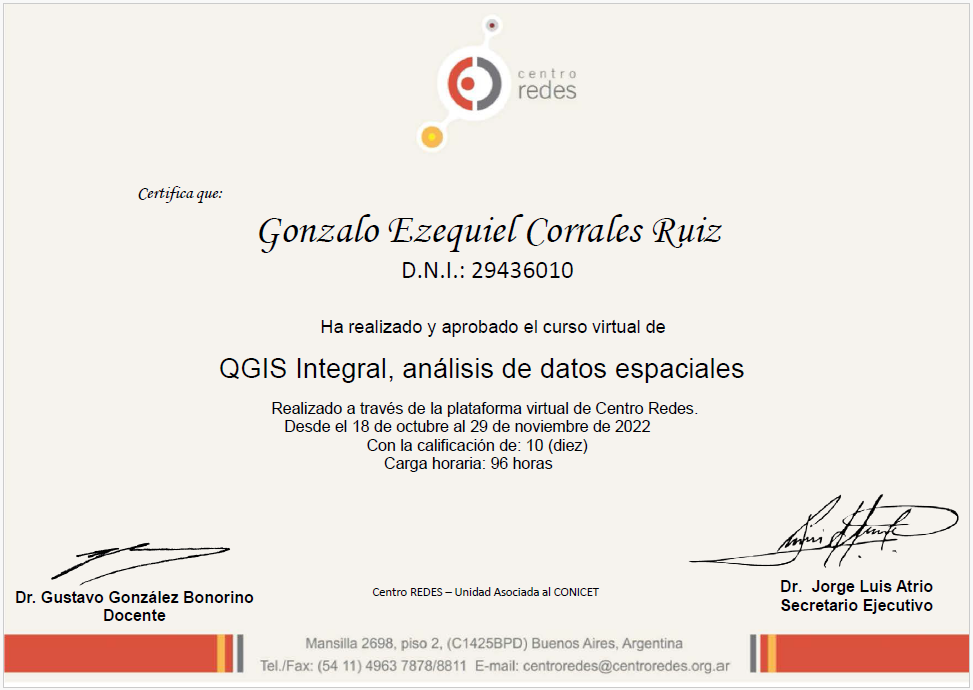 centro
redes
Certifica que:
Gonzalo Ezequiel Corrales Ruiz
D.N.I.: 29436010
Ha realizado y aprobado el curso virtual de
QGIS Integral, análisis de datos espaciales
Realizado a través de la plataforma virtual de Centro Redes.
Desde el 18 de octubre al 29 de noviembre de 2022
Con la calificación de: 10 (diez)
Carga horaria: 96 horas
Dr. Gustavo González Bonorino
Docente
Centro REDES – Unidad Asociada al CONICET
Dr. Jorge Luis Atrio
Secretario Ejecutivo
Mansilla 2698, piso 2, (C1425BPD) Buenos Aires, Argentina
Tel./Fax: (54 11) 4963 7878/8811 E-mail: centroredes@centroredes.org.ar